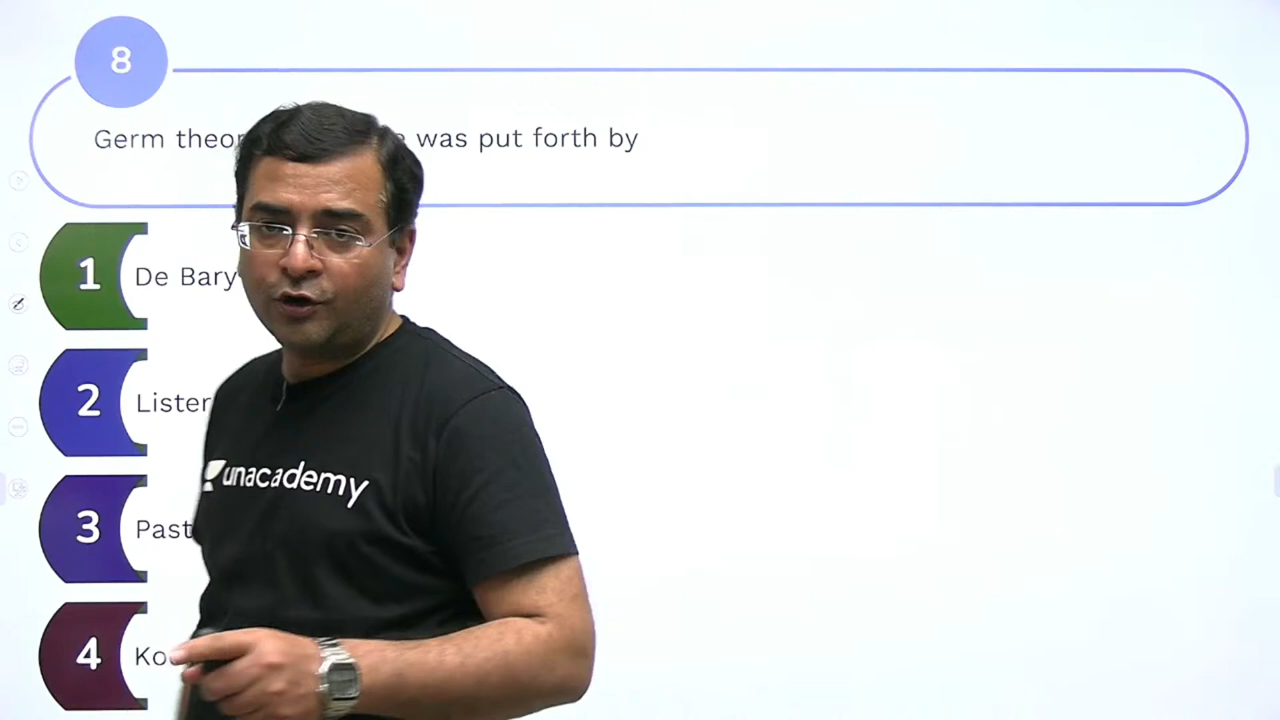 8
Germ theor was put forth by
1
De Bary
2
Lister
3
Past
4
Ko
unacademy